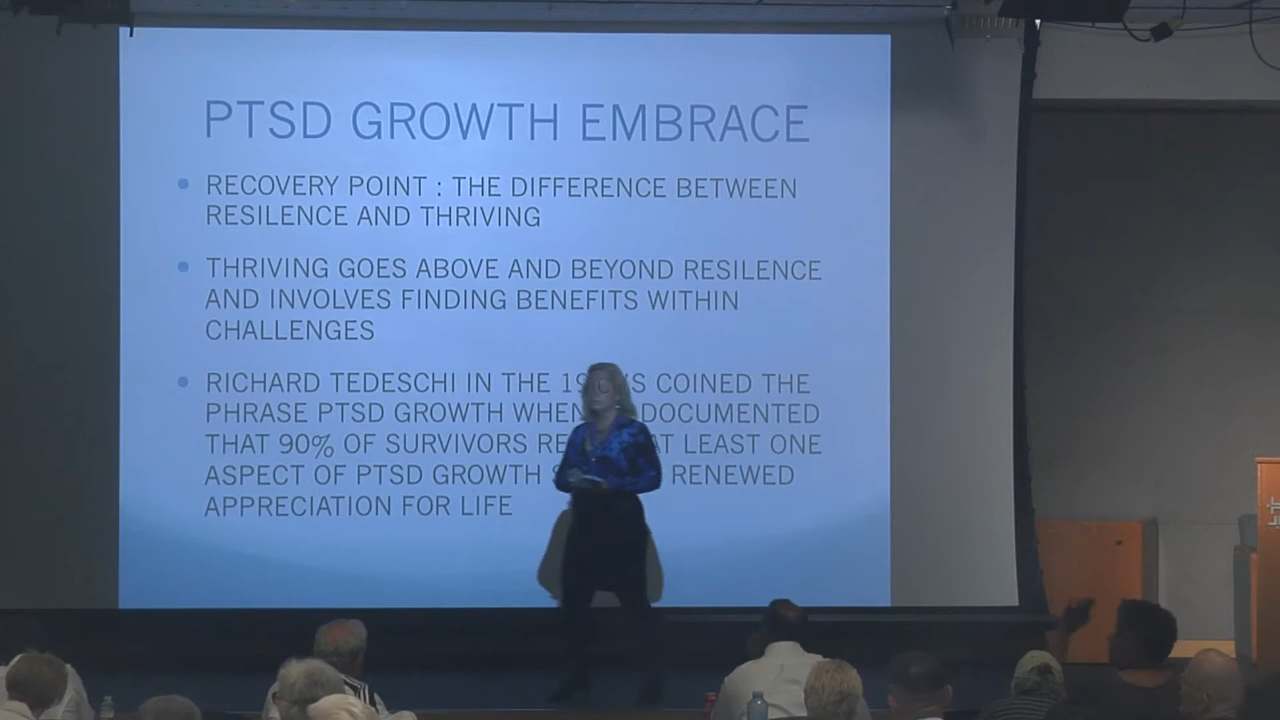 PTSD GROWTH EMBRACE
RECOVERY POINT : THE DIFFERENCE BETWEEN
RESILENCE AND THRIVING
THRIVING GOES ABOVE AND BEYOND RESILENCE
AND INVOLVES FINDING BENEFITS WITHIN
CHALLENGES
RICHARD TEDESCHI IN THE COINED THE
PHRASE PTSD GROWTH WHEN DOCUMENTED
THAT 90% OF SURVIVORS AT LEAST ONE
ASPECT OF PTSD GROWTH RENEWED
APPRECIATION FOR LIFE